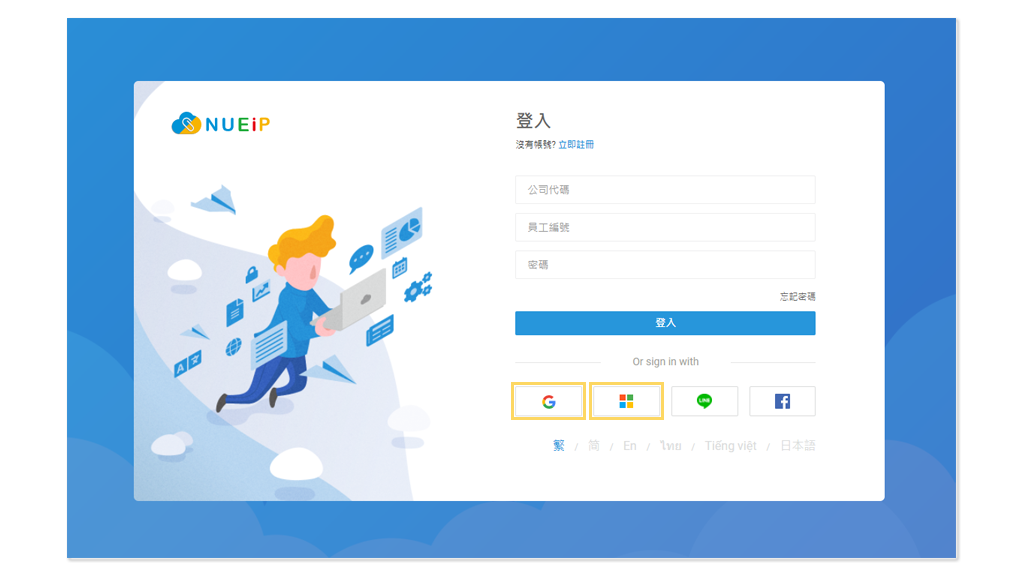 NUEiP
登入
沒有帳號? 立即註冊
公司代碼
員工編號
密碼
忘記密碼
登入
Or sign in with
LINE
繁 / 简 / En / ไทย / Tiếng việt / 日本語
A 文